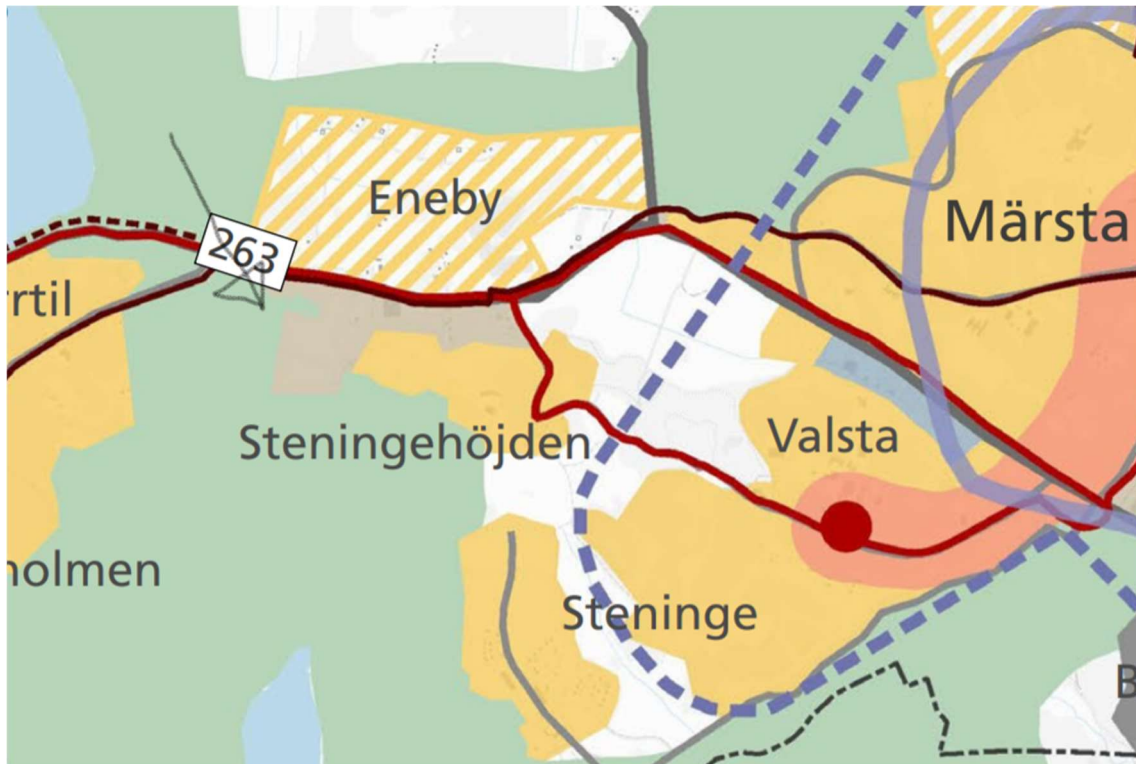 Eneby
Märsta
263
rtil
Steningehöjden
Valsta
holmen
Steninge
B